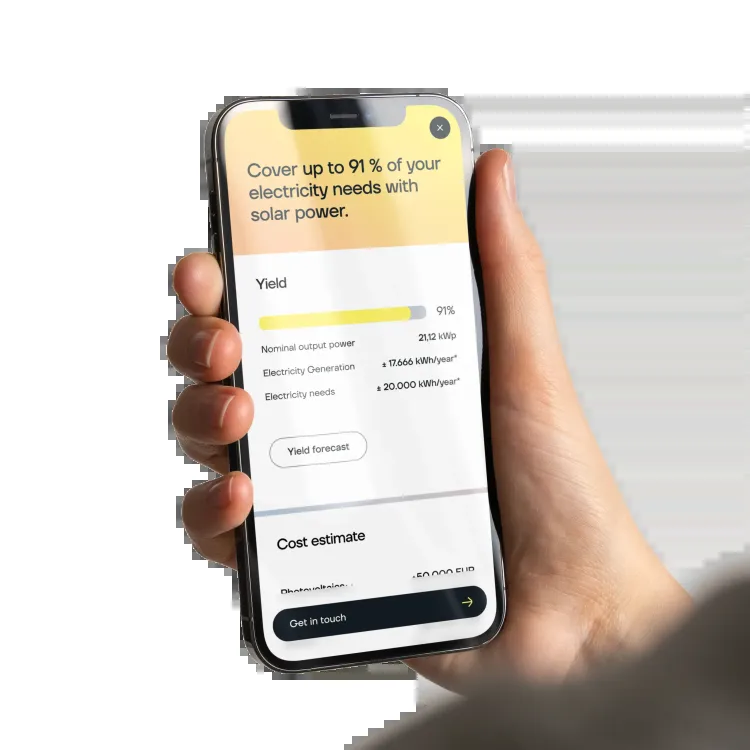 Cover up to 91 % of your
electricity needs with
solar power.
Yield
91%
Nominal output power 21,12 kWp
Electricity Generation ± 17.666 kWh/year*
Electricity needs ± 20.000 kWh/year*
Yield forecast
Cost estimate
Photovoltaics
50.000 EUR
Get in touch